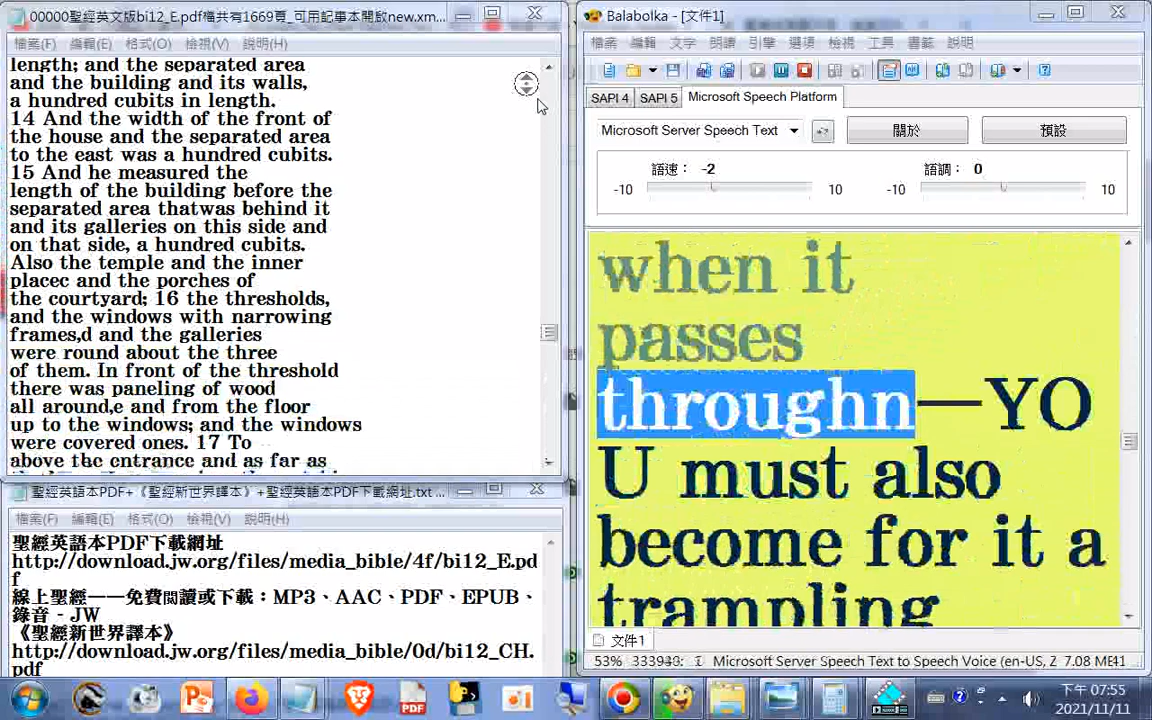 00000聖經英文版bi12_E.pdf檔共有1669頁_可用記事本開啟new.xm...
檔案(F) 編輯(E) 格式(O) 檢視(V) 說明(H)
length; and the separated area
and the building and its walls,
a hundred cubits in length.
14 And the width of the front of
the house and the separated area
to the east was a hundred cubits.
15 And he measured the
length of the building before the
separated area thatwas behind it
and its galleries on this side and
on that side, a hundred cubits.
Also the temple and the inner
placec and the porches of
the courtyard; 16 the thresholds,
and the windows with narrowing
frames,d and the galleries
were round about the three
of them. In front of the threshold
there was paneling of wood
all around,e and from the floor
up to the windows; and the windows
were covered ones. 17 To
above the entrance and as far as
聖經英語本PDF+《聖經新世界譯本》+聖經英語本PDF下載網址.txt ...
檔案(F) 編輯(E) 格式(O) 檢視(V) 說明(H)
聖經英語本PDF下載網址
http://download.jw.org/files/media_bible/4f/bi12_E.pd
f
線上聖經——免費閱讀或下載：MP3、AAC、PDF、EPUB、
錄音 - JW
《聖經新世界譯本》
http://download.jw.org/files/media_bible/0d/bi12_CH.
pdf
Balabolka - [文件1]
檔案 編輯 文字 朗讀 引擎 選項 檢視 工具 書籤 說明
SAPI 4 SAPI 5 Microsoft Speech Platform
Microsoft Server Speech Text 關於 預設
語速： -2 語調： 0
-10 10 -10 10
when it
passes
throughn—YO
U must also
become for it a
trampling
文件1
53% 333948: 1 Microsoft Server Speech Text to Speech Voice (en-US, Z 7.08 ME41
下午 07:55
2021/11/11